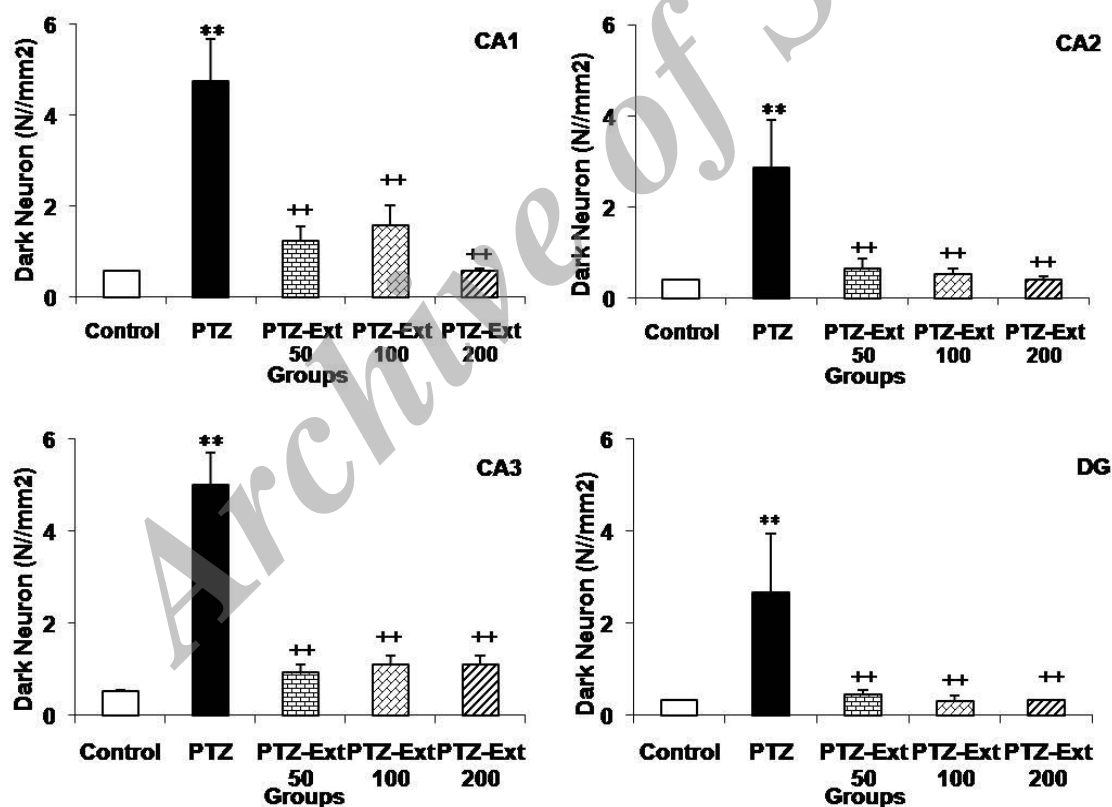 CA1
Dark Neuron (N//mm2)
6
4
2
0
**
++
++
++
Control PTZ PTZ-Ext PTZ-Ext PTZ-Ext
50 100 200
Groups
CA2
Dark Neuron (N//mm2)
6
4
2
0
**
++
++
++
Control PTZ PTZ-Ext PTZ-Ext PTZ-Ext
50 100 200
Groups
CA3
Dark Neuron (N//mm2)
6
4
2
0
**
++
++
++
Control PTZ PTZ-Ext PTZ-Ext PTZ-Ext
50 100 200
Groups
DG
Dark Neuron (N//mm2)
6
4
2
0
**
++
++
++
Control PTZ PTZ-Ext PTZ-Ext PTZ-Ext
50 100 200
Groups
Archive of S